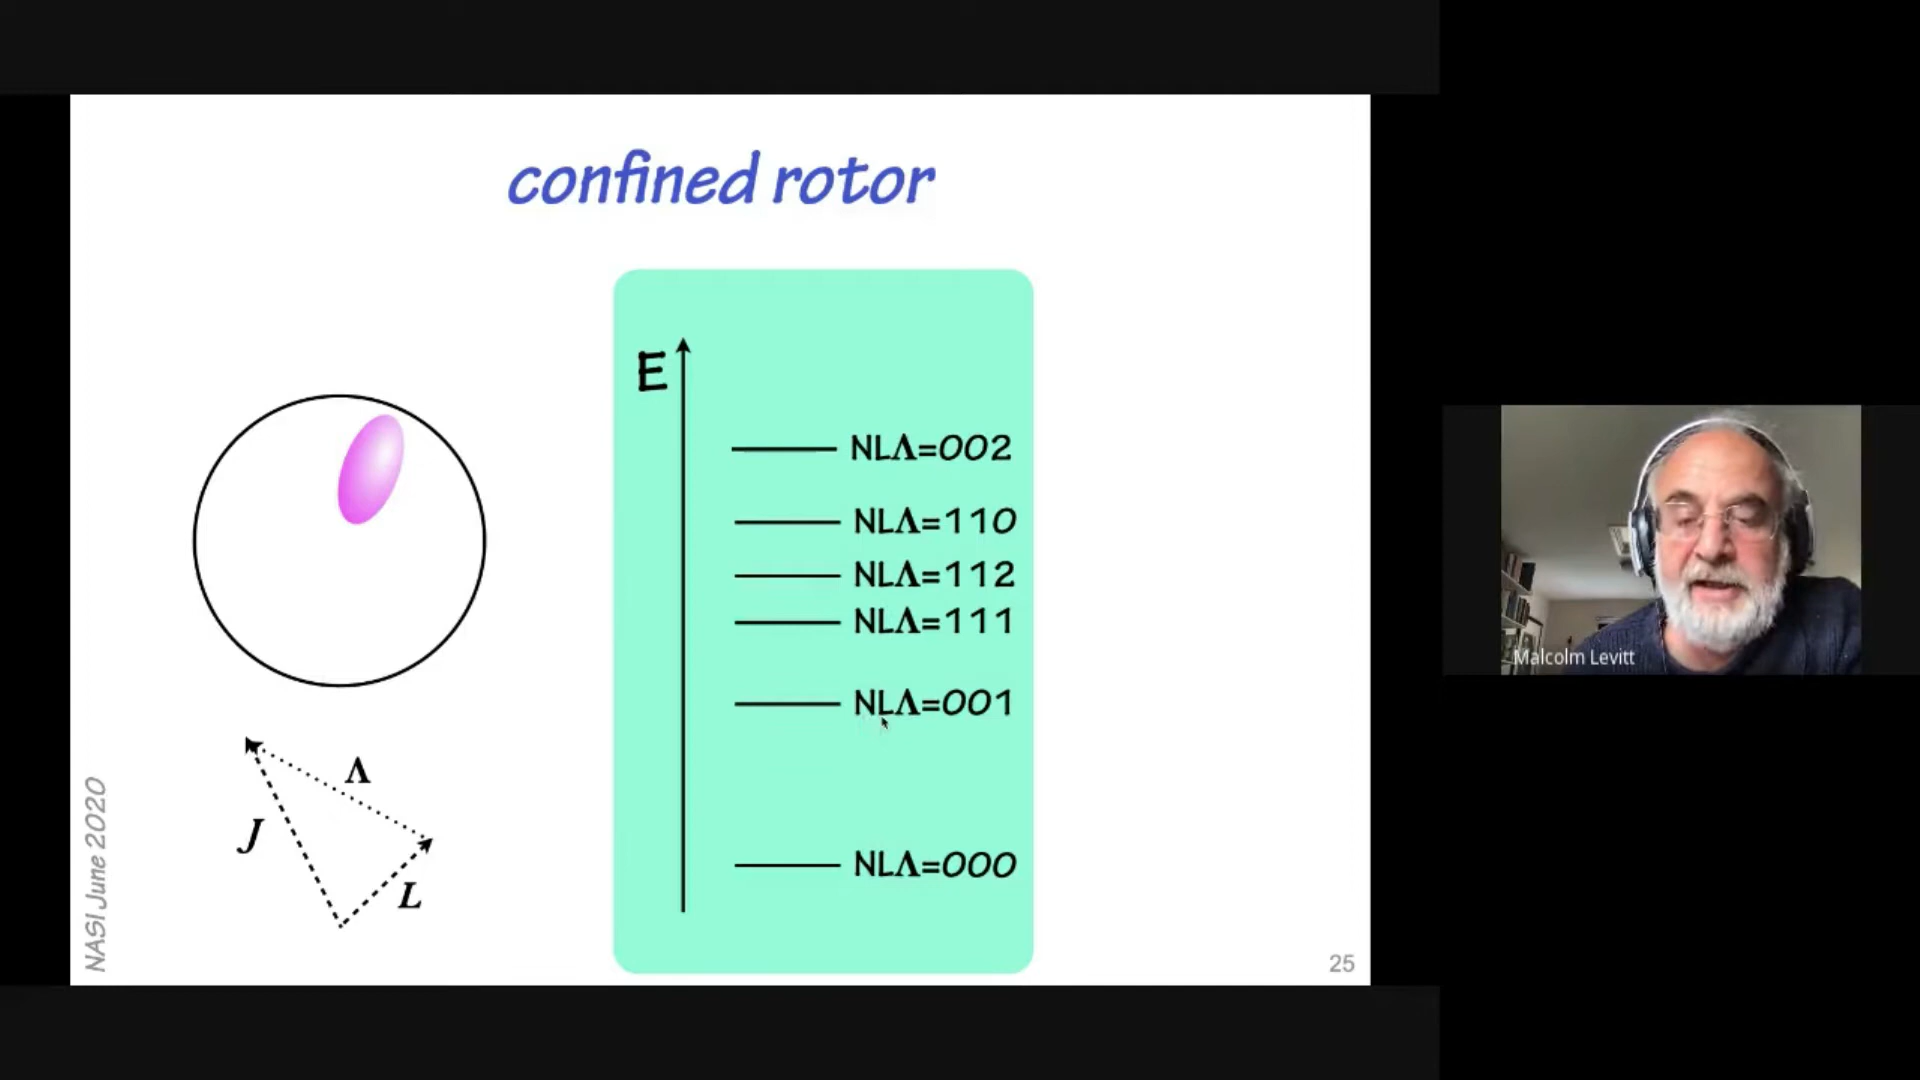 confined rotor
E
NLΛ=002
NLΛ=110
NLΛ=112
NLΛ=111
NLΛ=001
NLΛ=000
Λ
J
L
NASI June 2020
25
Malcolm Levitt